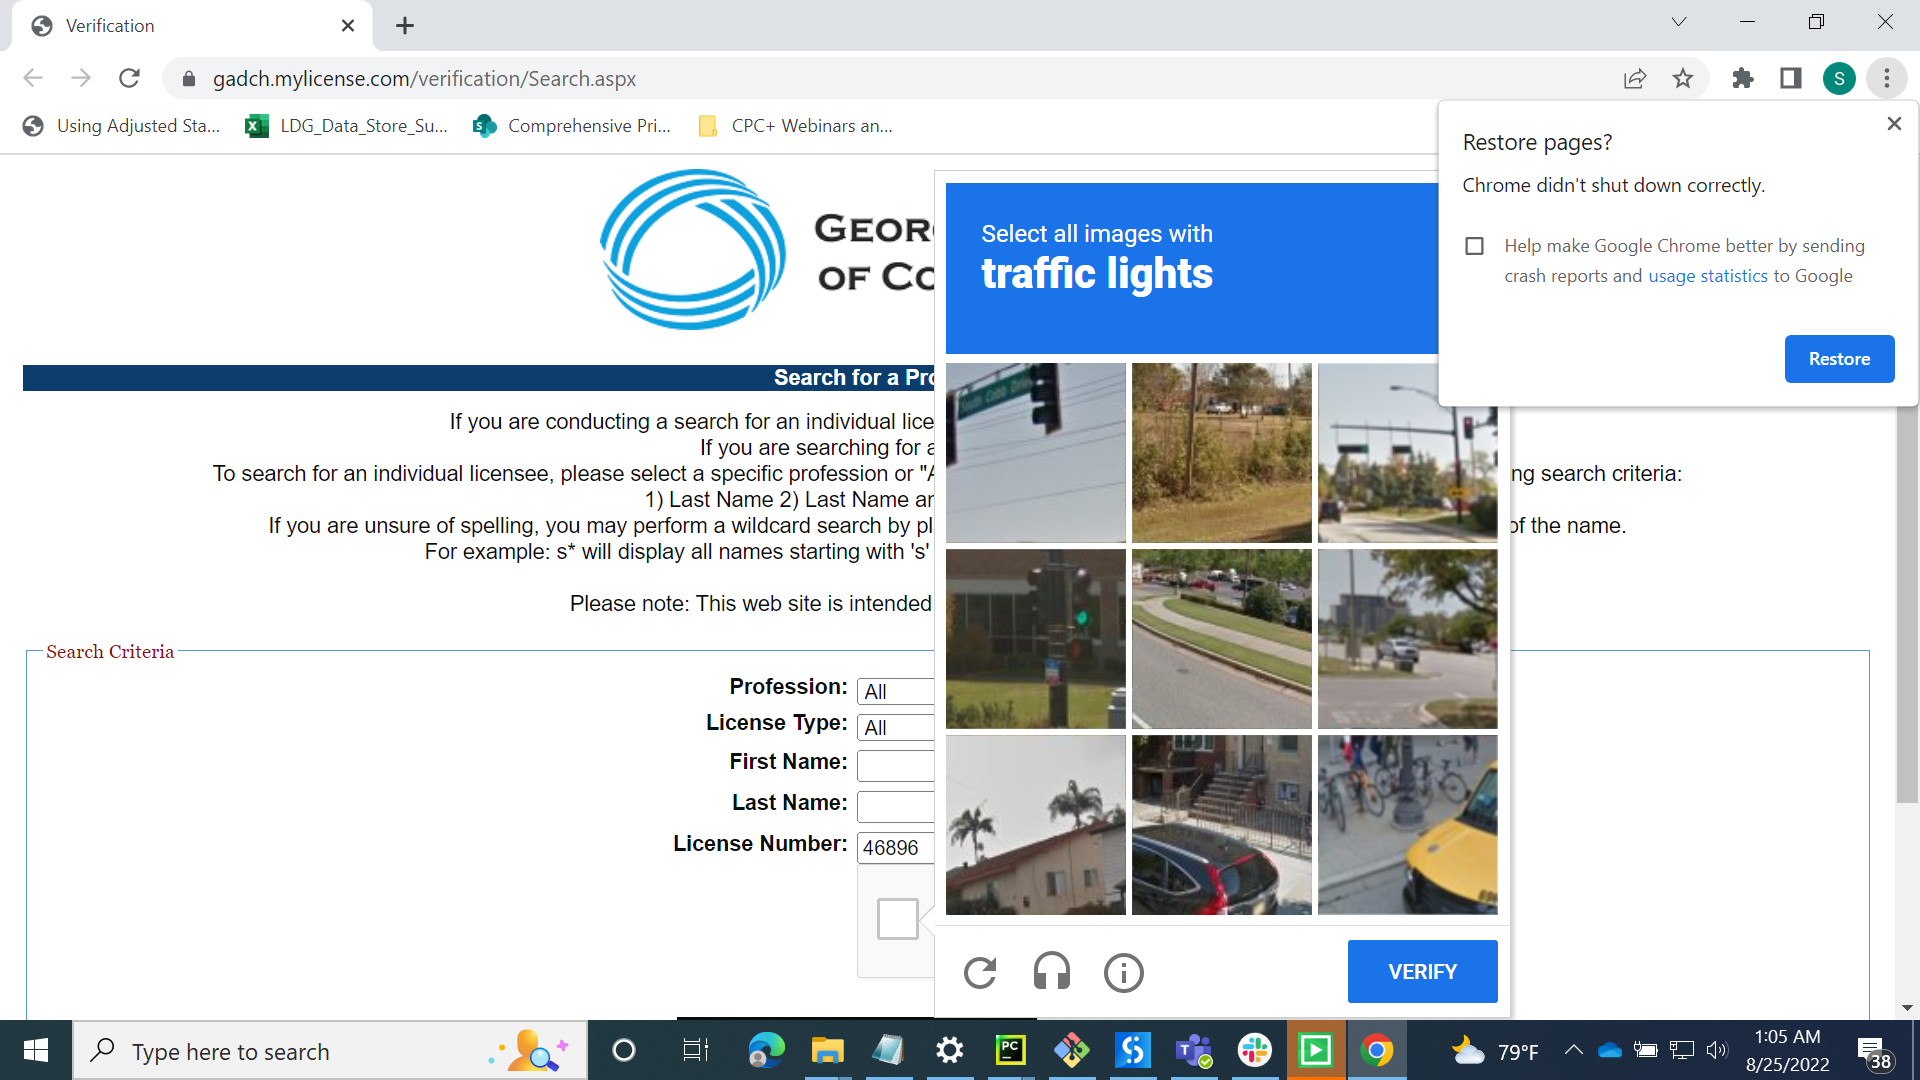 Verification
gadch.mylicense.com/verification/Search.aspx
S
Using Adjusted Sta...
LDG_Data_Store_Su...
Comprehensive Pri...
CPC+ Webinars an...
Restore pages?
Chrome didn't shut down correctly.
Help make Google Chrome better by sending
crash reports and usage statistics to Google
Restore
GEOR
OF CO
Select all images with
traffic lights
Search for a Pro
If you are conducting a search for an individual lice
If you are searching for a
To search for an individual licensee, please select a specific profession or "A
ng search criteria:
1) Last Name 2) Last Name an
If you are unsure of spelling, you may perform a wildcard search by pl
of the name.
For example: s* will display all names starting with 's'
Please note: This web site is intended
Search Criteria
Profession:
All
License Type:
All
First Name:
Last Name:
License Number:
46896
South Cobb Drive
VERIFY
Type here to search
PC
79°F
1:05 AM
8/25/2022
38